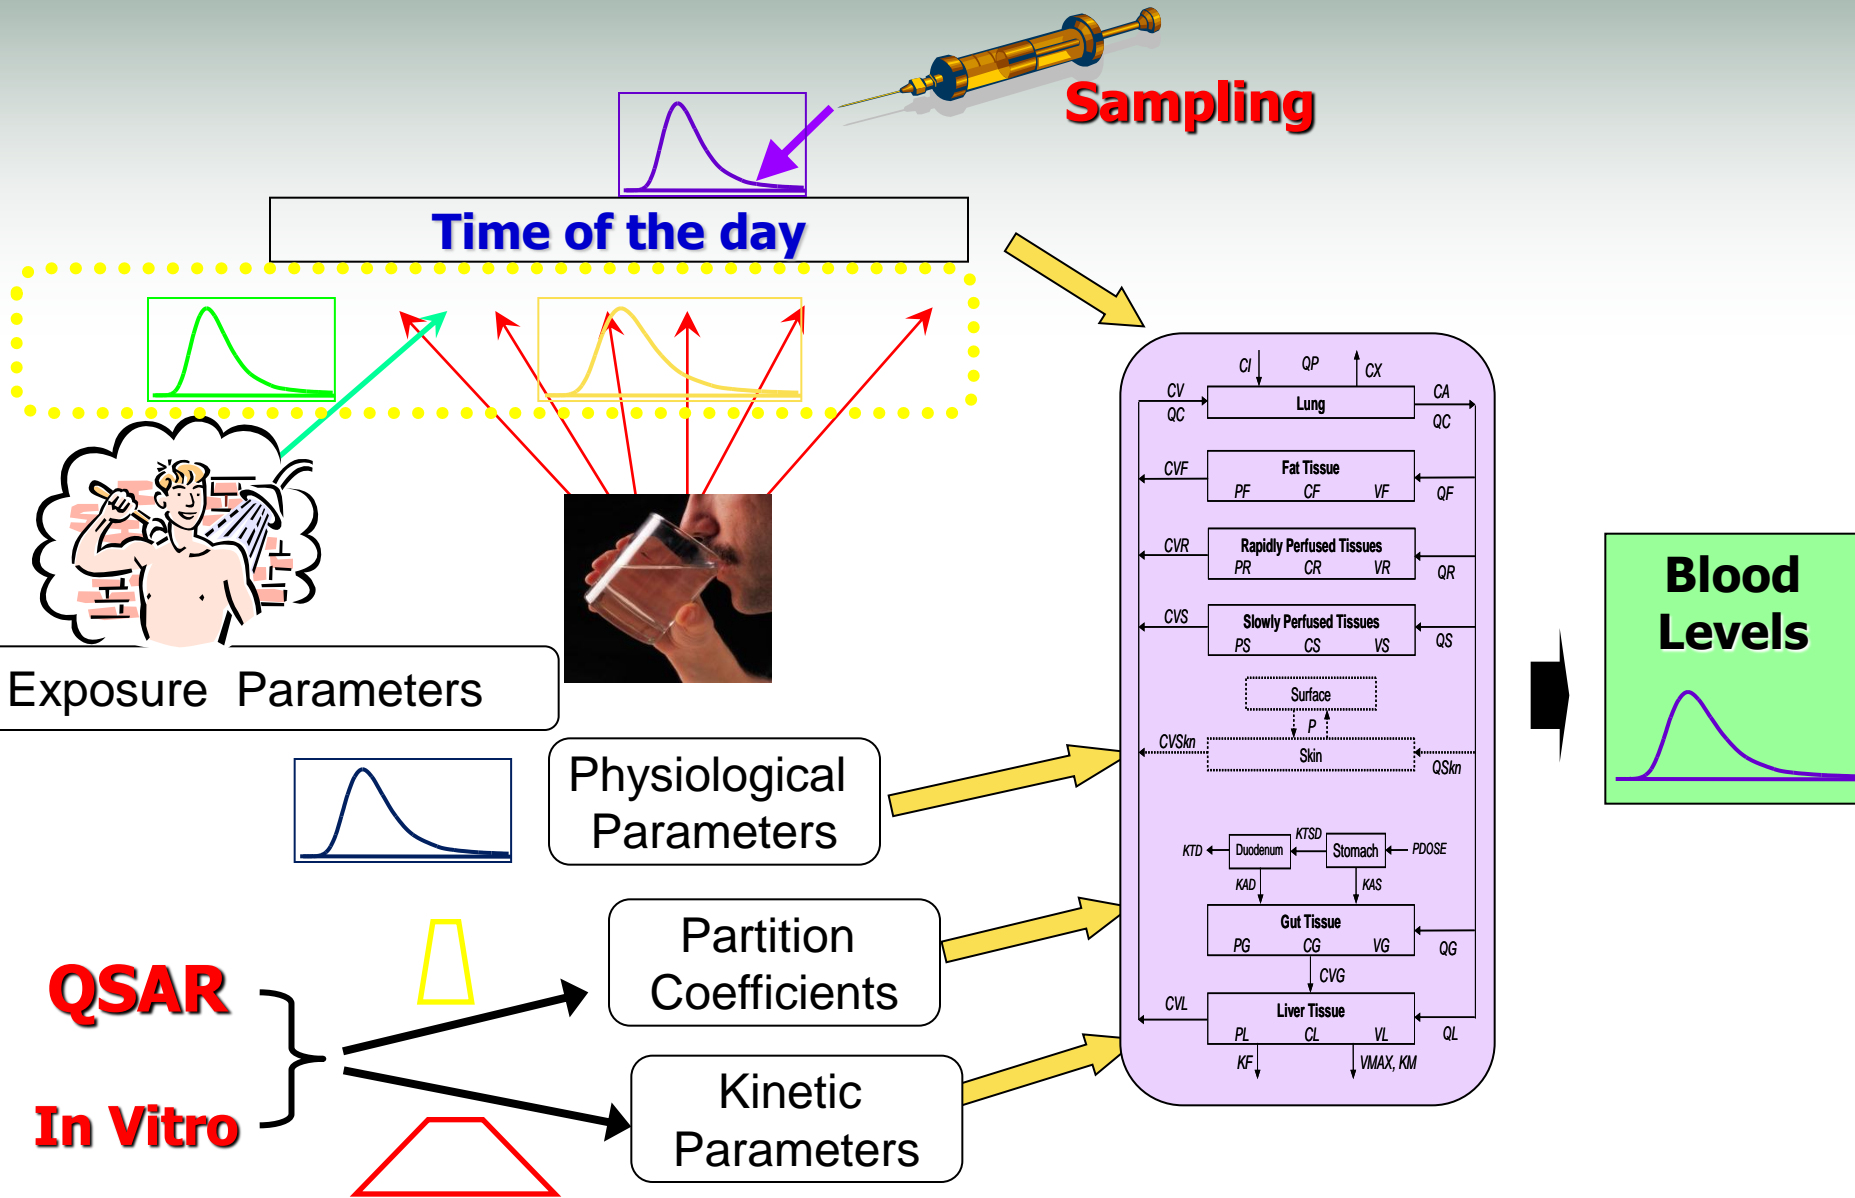 Sampling
Time of the day
Exposure Parameters
Physiological
Parameters
QSAR
In Vitro
Partition
Coefficients
Kinetic
Parameters
CI QP CX
CV Lung CA
QC QC
CVF Fat Tissue QF
PF CF VF
CVR Rapidly Perfused Tissues QR
PR CR VR
CVS Slowly Perfused Tissues QS
PS CS VS
Surface
P
CVSkn Skin QSkn
KTSD
KTD Duodenum Stomach PDOSE
KAD KAS
Gut Tissue
PG CG VG QG
CVG
CVL Liver Tissue
PL CL VL QL
KF VMAX, KM
Blood
Levels